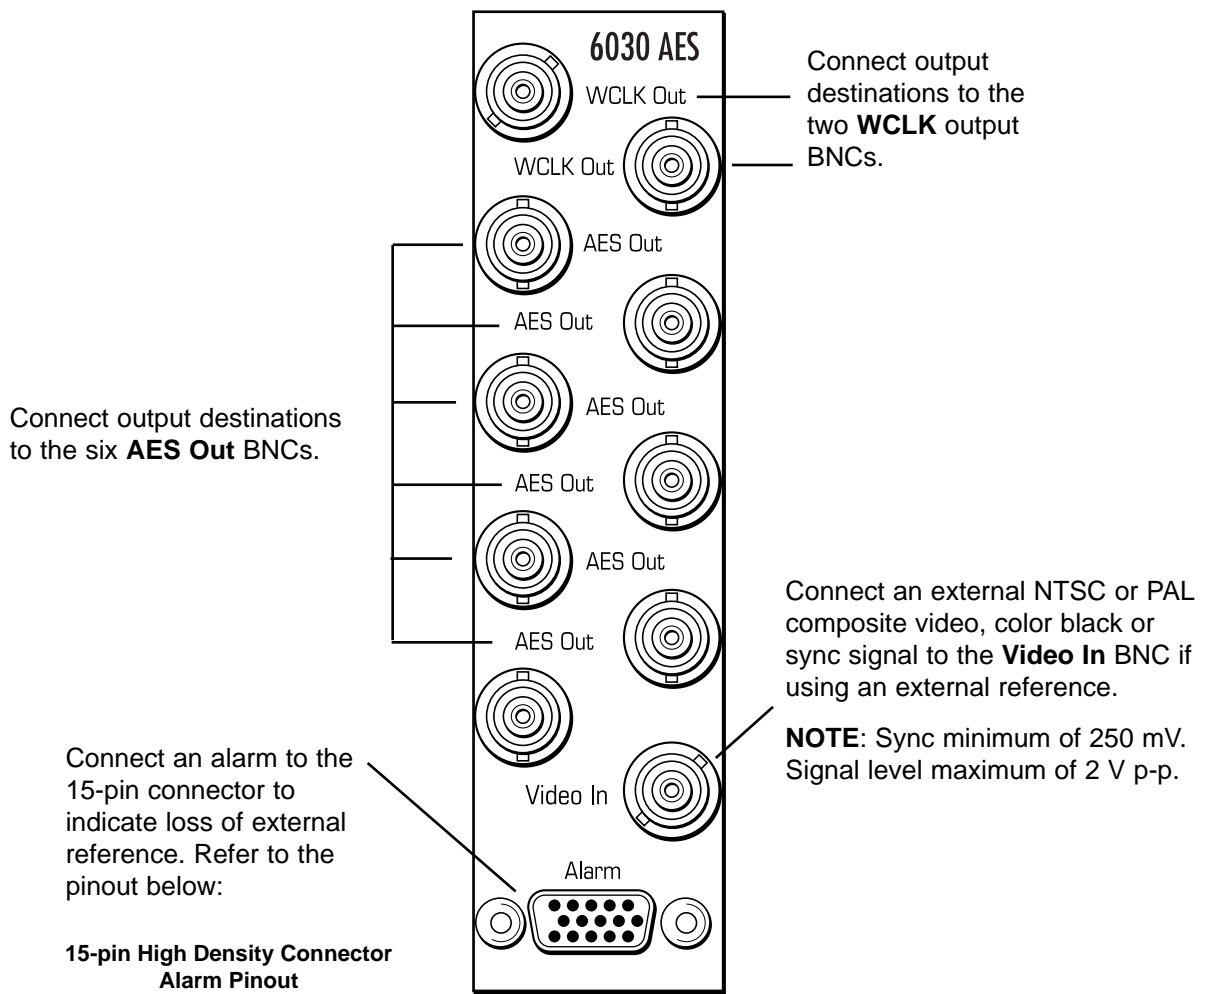 6030 AES
WCLK Out
WCLK Out
AES Out
AES Out
AES Out
AES Out
AES Out
AES Out
Video In
Alarm
Connect output
destinations to the
two WCLK output
BNCs.
Connect output destinations
to the six AES Out BNCs.
Connect an external NTSC or PAL
composite video, color black or
sync signal to the Video In BNC if
using an external reference.
NOTE: Sync minimum of 250 mV.
Signal level maximum of 2 V p-p.
Connect an alarm to the
15-pin connector to
indicate loss of external
reference. Refer to the
pinout below:
15-pin High Density Connector
Alarm Pinout